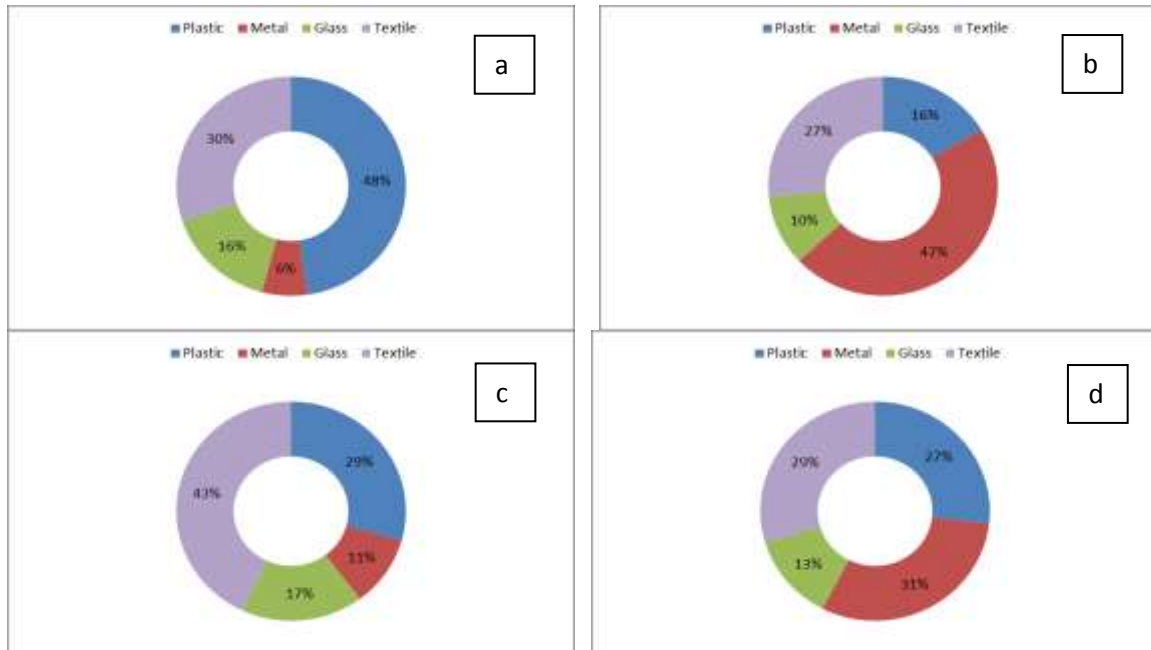 Plastic Metal Glass Textile
a
30%
48%
16%
6%
Plastic Metal Glass Textile
b
27%
16%
10%
47%
Plastic Metal Glass Textile
c
43%
29%
11%
17%
Plastic Metal Glass Textile
d
29%
27%
13%
31%